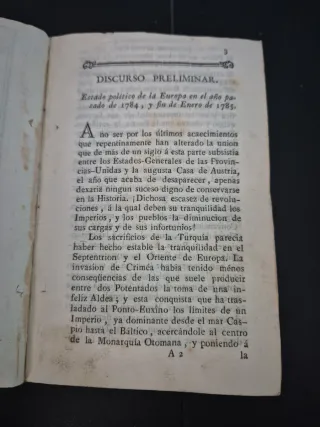 3
DISCURSO PRELIMINAR.
Estado político de la Europa en el año pa-
sado de 1784, y fin de Enero de 1785.
A no ser por los últimos acaecimientos
que repentinamente han alterado la union
que de más de un siglo á esta parte subsistia
entre los Estados-Generales de las Provin-
cias-Unidas y la augusta Casa de Austria,
el año que acaba de desaparecer, apenas
dexaria ningun suceso digno de conservarse
en la Historia. ¡Dichosa escasez de revolu-
ciones, á la qual deben su tranquilidad los
Imperios, y los pueblos la diminucion de
sus cargas y de sus infortunios!
Los sacrificios de la Turquía parecia
haber hecho estable la tranquilidad en el
Septentrion y el Oriente de Europa. La
invasion de Criméa habia tenido ménos
conseqüencias de las que suele producir
entre dos Potentados la toma de una in-
feliz Aldea; y esta conquista que ha tras-
ladado al Ponto-Euxino los límites de un
Imperio, ya dominante desde el mar Cas-
pio hasta el Báltico, acercándole al centro
de la Monarquía Otomana, y poniendo á
A 2 la